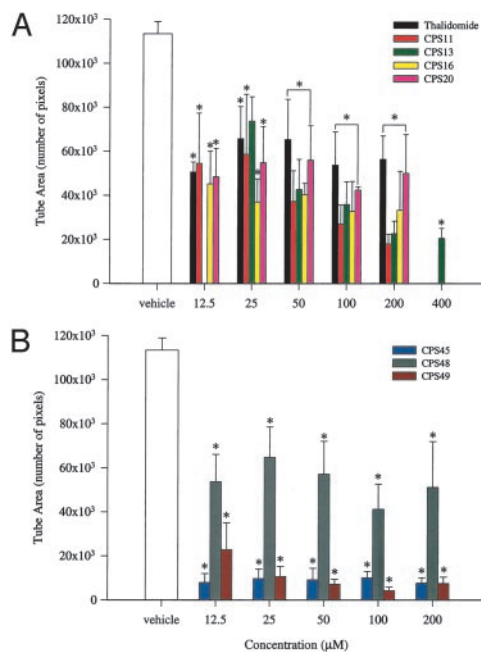 A
Tube Area (number of pixels)
120x10³
100x10³
80x10³
60x10³
40x10³
20x10³
0
Thalidomide
CPS11
CPS13
CPS16
CPS20
* * * * * * * * * * * * *
vehicle 12.5 25 50 100 200 400
B
Tube Area (number of pixels)
120x10³
100x10³
80x10³
60x10³
40x10³
20x10³
0
CPS45
CPS48
CPS49
* * * * * * * * * * * * * * *
vehicle 12.5 25 50 100 200
Concentration (µM)